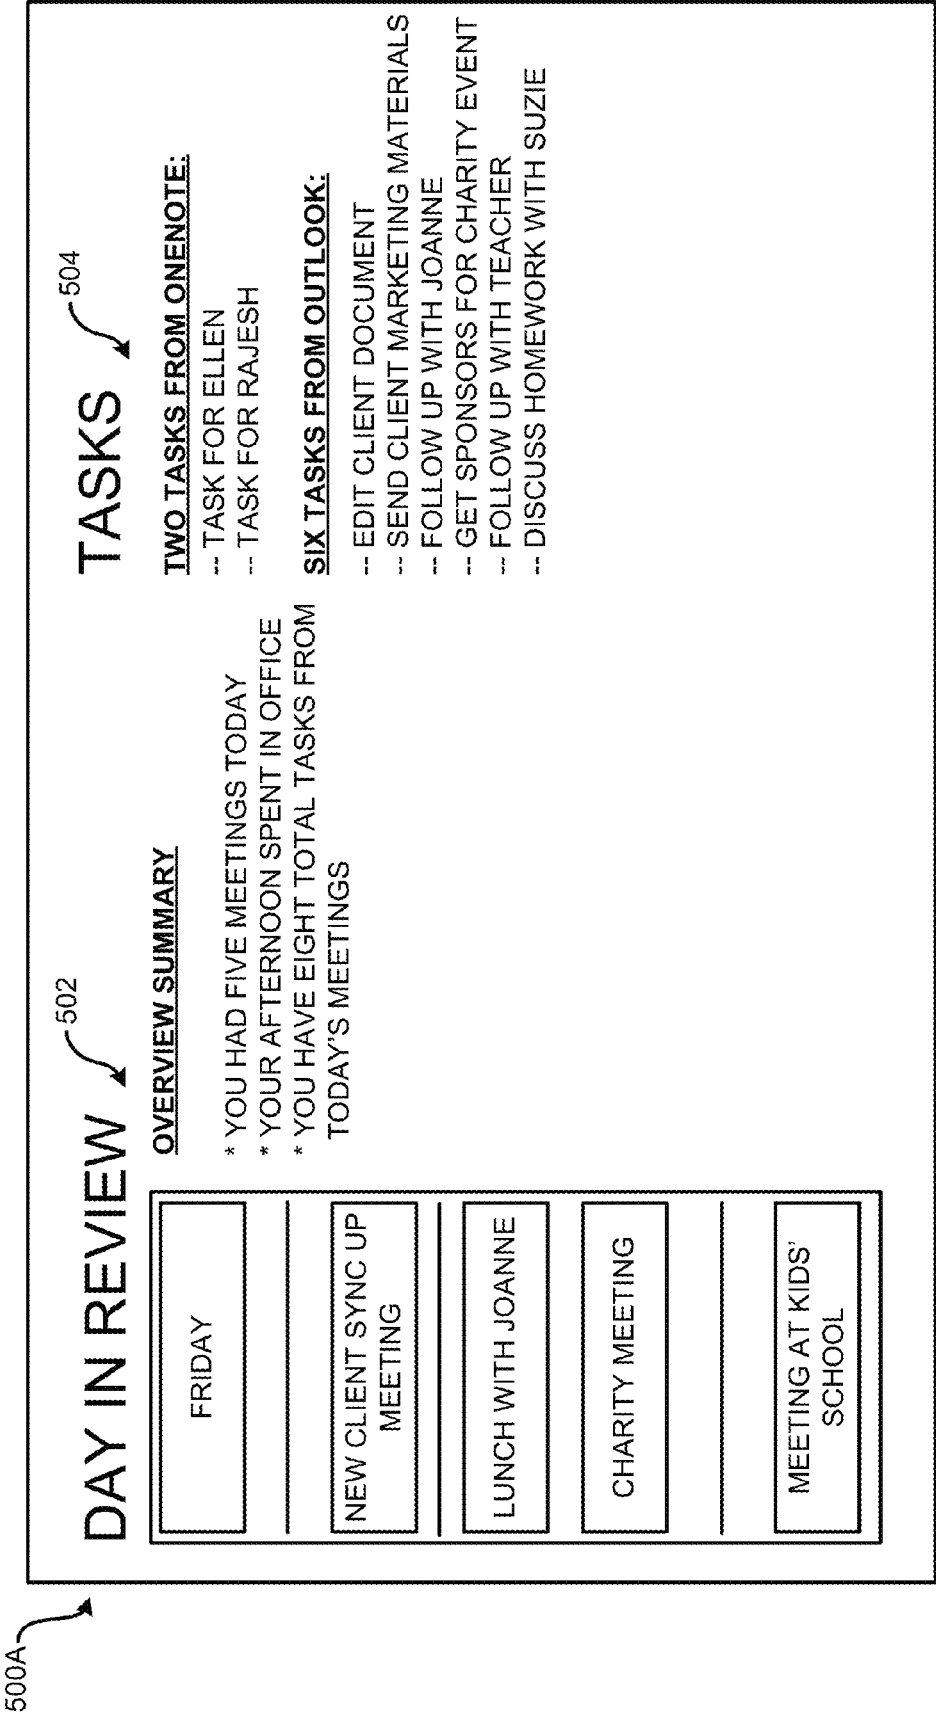 500A
DAY IN REVIEW
502
FRIDAY
NEW CLIENT SYNC UP
MEETING
LUNCH WITH JOANNE
CHARITY MEETING
MEETING AT KIDS'
SCHOOL
OVERVIEW SUMMARY
* YOU HAD FIVE MEETINGS TODAY
* YOUR AFTERNOON SPENT IN OFFICE
* YOU HAVE EIGHT TOTAL TASKS FROM
TODAY'S MEETINGS
TASKS
504
TWO TASKS FROM ONENOTE:
-- TASK FOR ELLEN
-- TASK FOR RAJESH
SIX TASKS FROM OUTLOOK:
-- EDIT CLIENT DOCUMENT
-- SEND CLIENT MARKETING MATERIALS
-- FOLLOW UP WITH JOANNE
-- GET SPONSORS FOR CHARITY EVENT
-- FOLLOW UP WITH TEACHER
-- DISCUSS HOMEWORK WITH SUZIE